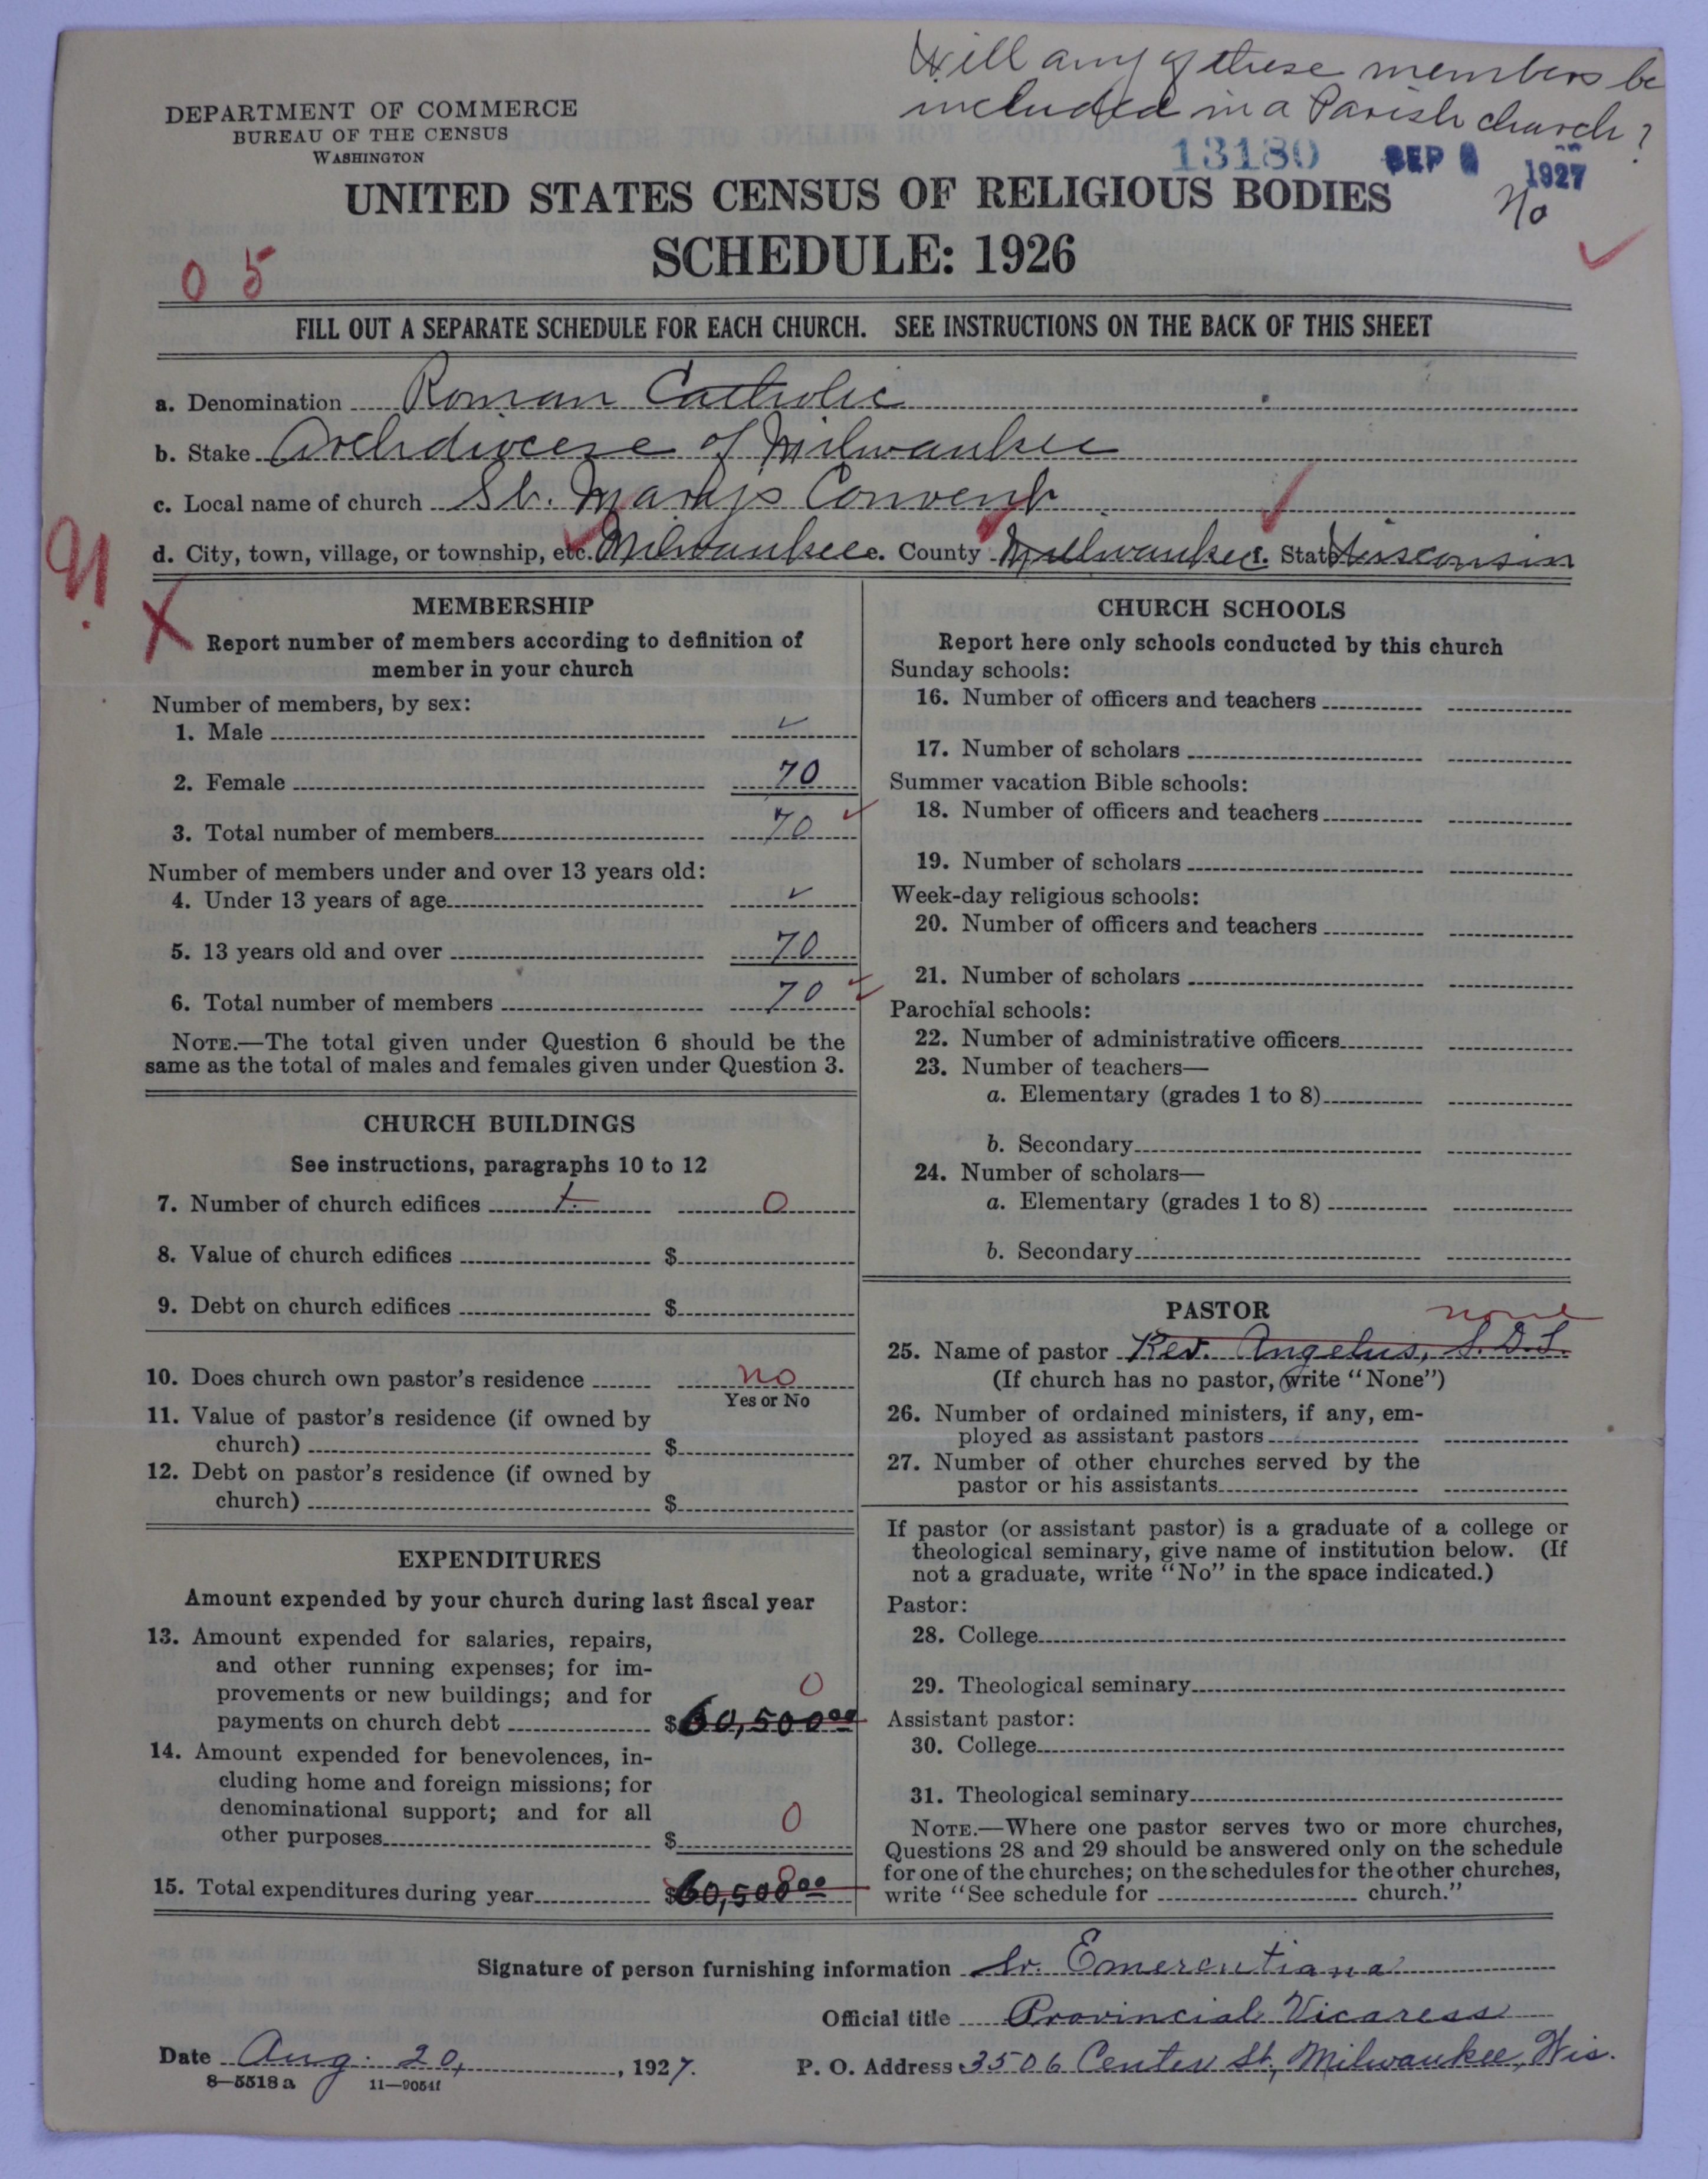 Will any of these members be
included in a Parish church?
DEPARTMENT OF COMMERCE
BUREAU OF THE CENSUS
WASHINGTON
13180 SEP 1927
No
UNITED STATES CENSUS OF RELIGIOUS BODIES
SCHEDULE: 1926
0 5
FILL OUT A SEPARATE SCHEDULE FOR EACH CHURCH. SEE INSTRUCTIONS ON THE BACK OF THIS SHEET
a. Denomination Roman Catholic
b. Stake Archdiocese of Milwaukee
c. Local name of church St. Mary's Convent
d. City, town, village, or township, etc. Milwaukee e. County Milwaukee f. State Wisconsin
MEMBERSHIP
Report number of members according to definition of
member in your church
Number of members, by sex:
1. Male ✓
2. Female 70
3. Total number of members 70
Number of members under and over 13 years old:
4. Under 13 years of age ✓
5. 13 years old and over 70
6. Total number of members 70
NOTE.—The total given under Question 6 should be the
same as the total of males and females given under Question 3.
CHURCH BUILDINGS
See instructions, paragraphs 10 to 12
7. Number of church edifices 1. 0
8. Value of church edifices $
9. Debt on church edifices $
10. Does church own pastor's residence no
Yes or No
11. Value of pastor's residence (if owned by
church) $
12. Debt on pastor's residence (if owned by
church) $
EXPENDITURES
Amount expended by your church during last fiscal year
13. Amount expended for salaries, repairs,
and other running expenses; for im-
provements or new buildings; and for 0
payments on church debt $60,500 00
14. Amount expended for benevolences, in-
cluding home and foreign missions; for
denominational support; and for all 0
other purposes $
15. Total expenditures during year $60,500 00 0
CHURCH SCHOOLS
Report here only schools conducted by this church
Sunday schools:
16. Number of officers and teachers
17. Number of scholars
Summer vacation Bible schools:
18. Number of officers and teachers
19. Number of scholars
Week-day religious schools:
20. Number of officers and teachers
21. Number of scholars
Parochial schools:
22. Number of administrative officers
23. Number of teachers—
a. Elementary (grades 1 to 8)
b. Secondary
24. Number of scholars—
a. Elementary (grades 1 to 8)
b. Secondary
PASTOR none
25. Name of pastor Rev. Angelus, S.D.S.
(If church has no pastor, write "None")
26. Number of ordained ministers, if any, em-
ployed as assistant pastors
27. Number of other churches served by the
pastor or his assistants
If pastor (or assistant pastor) is a graduate of a college or
theological seminary, give name of institution below. (If
not a graduate, write "No" in the space indicated.)
Pastor:
28. College
29. Theological seminary
Assistant pastor:
30. College
31. Theological seminary
NOTE.—Where one pastor serves two or more churches,
Questions 28 and 29 should be answered only on the schedule
for one of the churches; on the schedules for the other churches,
write "See schedule for church."
Signature of person furnishing information Sr. Emerentiana
Official title Provincial Vicaress
Date Aug. 20, , 1927. P. O. Address 3506 Center St., Milwaukee, Wis.
8—5518 a 11—9054f